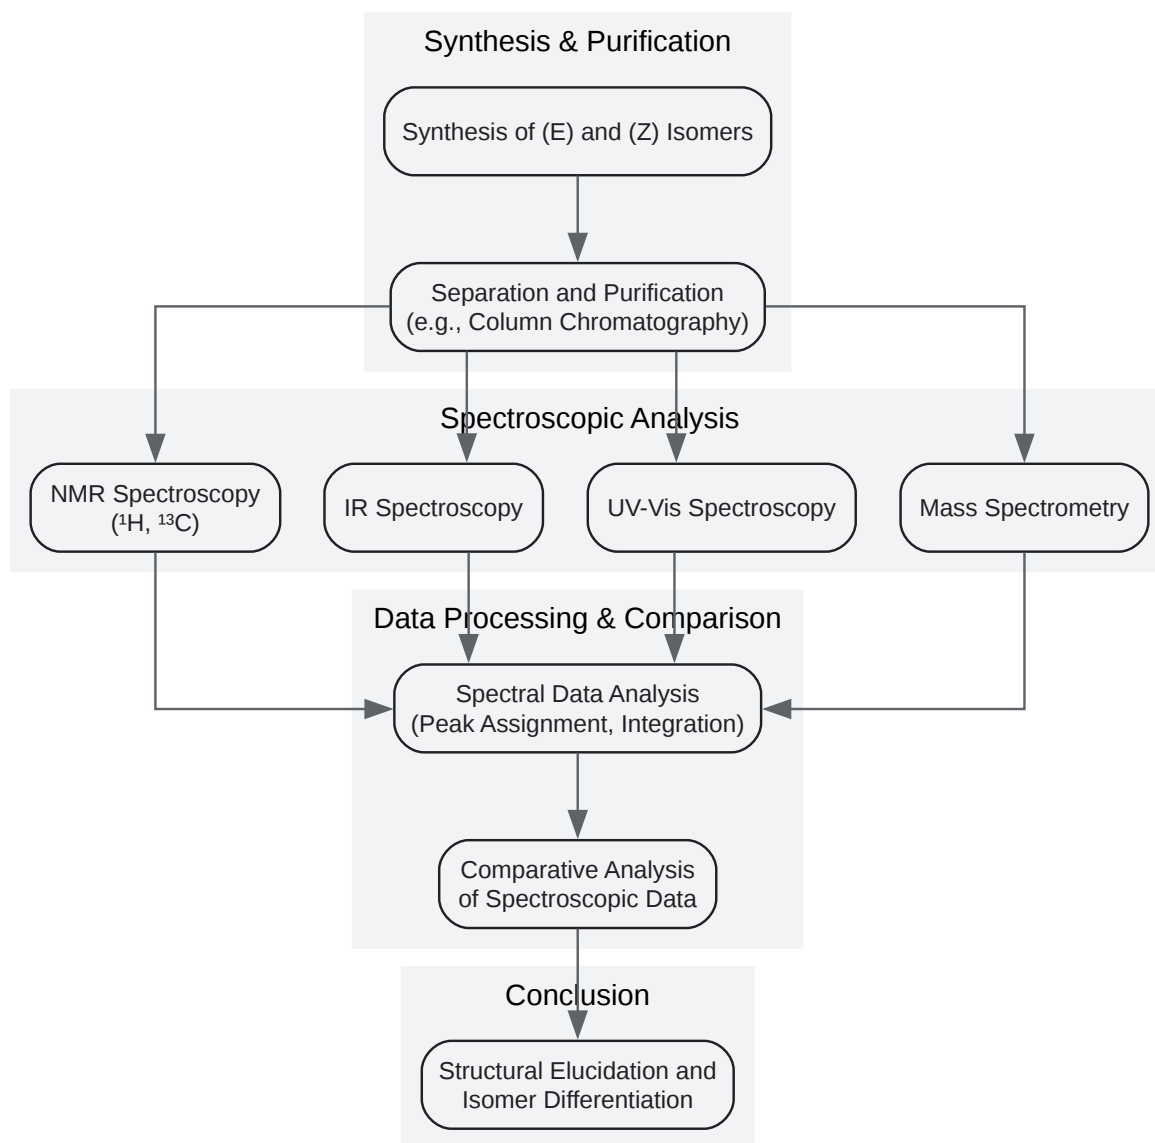 Synthesis & Purification
Synthesis of (E) and (Z) Isomers
Separation and Purification
(e.g., Column Chromatography)
Spectroscopic Analysis
NMR Spectroscopy
(¹H, ¹³C)
IR Spectroscopy
UV-Vis Spectroscopy
Mass Spectrometry
Data Processing & Comparison
Spectral Data Analysis
(Peak Assignment, Integration)
Comparative Analysis
of Spectroscopic Data
Conclusion
Structural Elucidation and
Isomer Differentiation